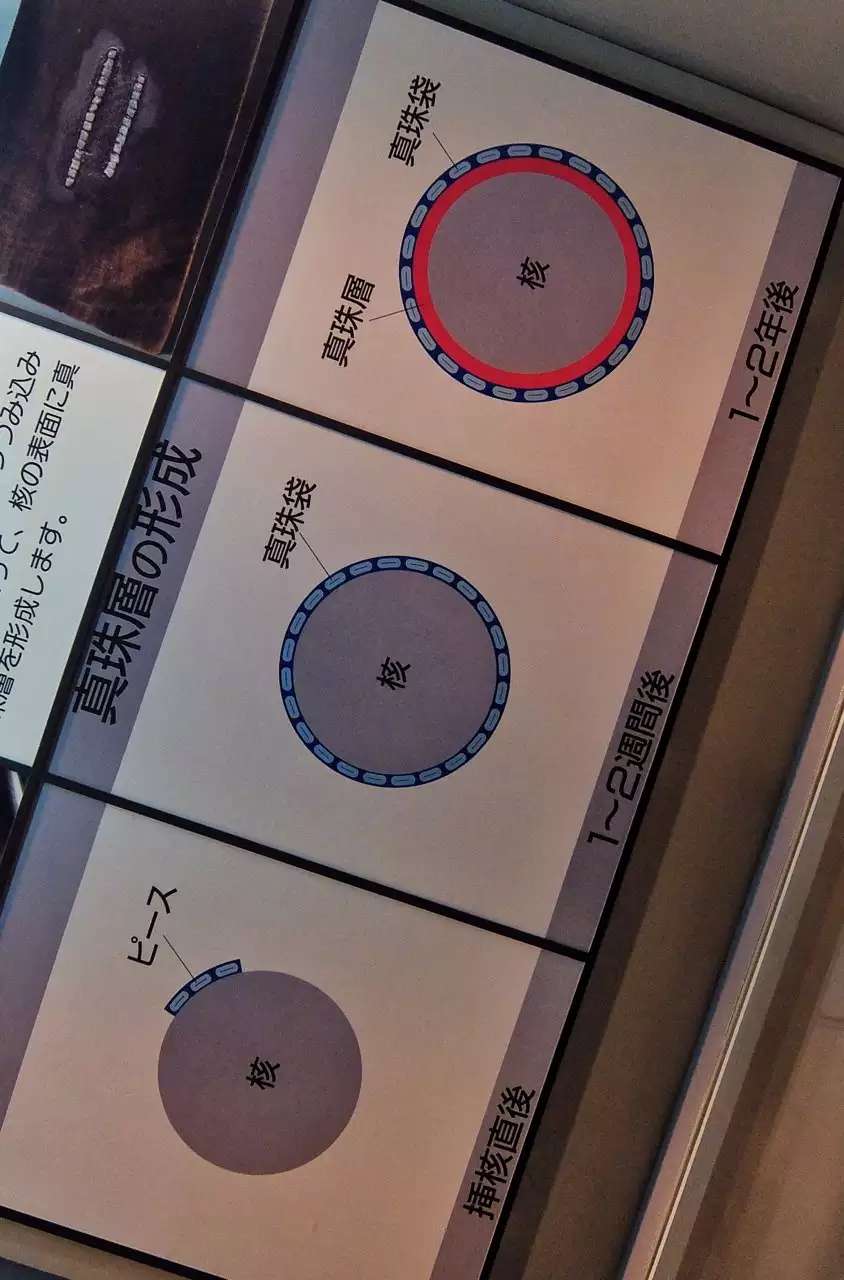 つつみ込み
て、核の表面に真
珠層を形成します。
真珠層の形成
ピース
核
挿核直後
真珠袋
核
1〜2週間後
真珠袋
真珠層
核
1〜2年後